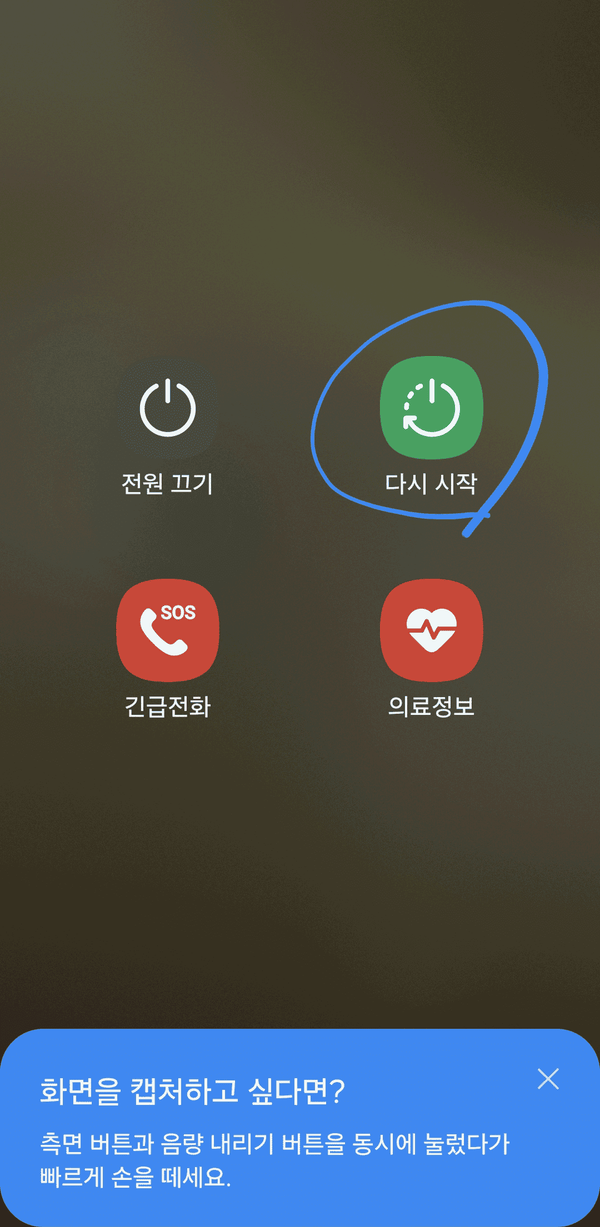 전원 끄기
다시 시작
SOS
긴급전화
의료정보
화면을 캡처하고 싶다면?
측면 버튼과 음량 내리기 버튼을 동시에 눌렀다가
빠르게 손을 떼세요.